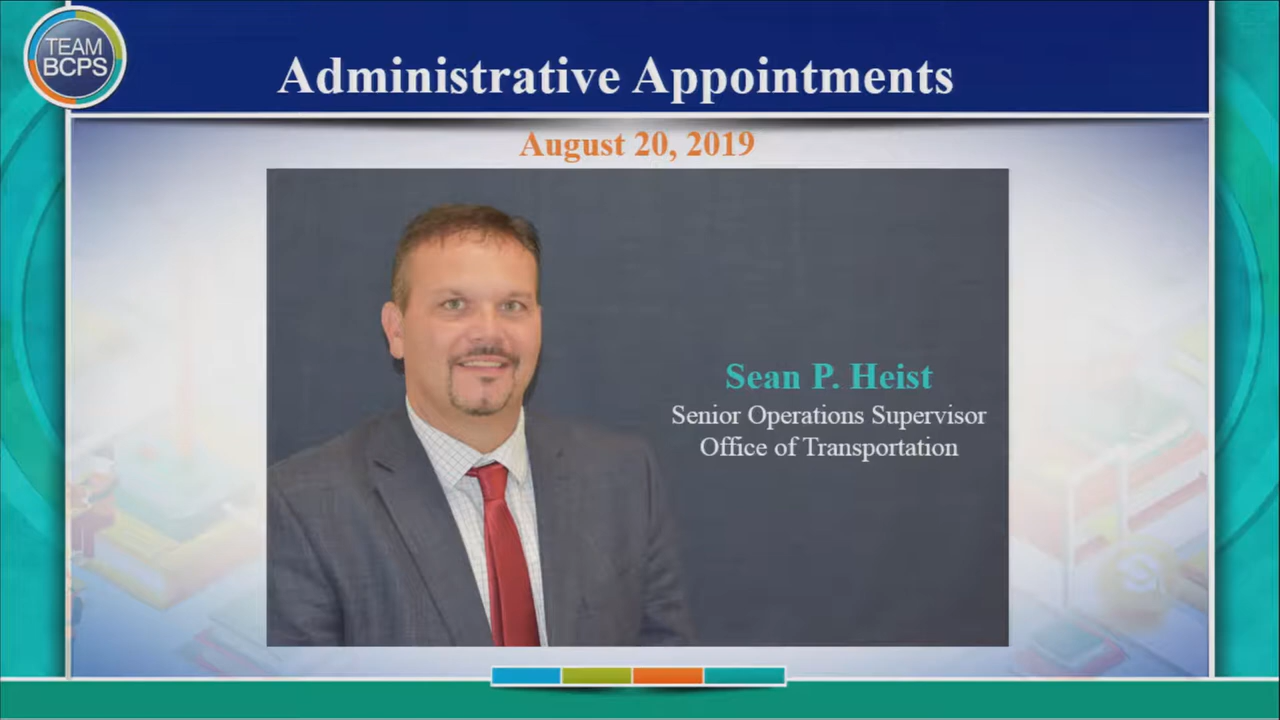 TEAM
BCPS
Administrative Appointments
August 20, 2019
Sean P. Heist
Senior Operations Supervisor
Office of Transportation